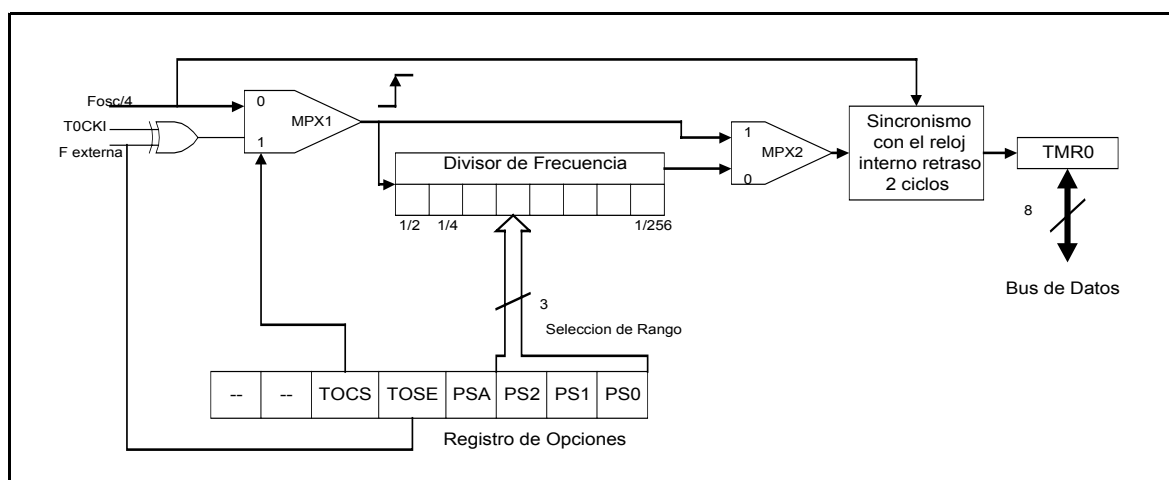 Fosc/4
T0CKI
F externa
0
1
MPX1
Divisor de Frecuencia
1/2
1/4
1/256
1
0
MPX2
Sincronismo
con el reloj
interno retraso
2 ciclos
TMR0
8
Bus de Datos
3
Seleccion de Rango
-- -- TOCS TOSE PSA PS2 PS1 PS0
Registro de Opciones